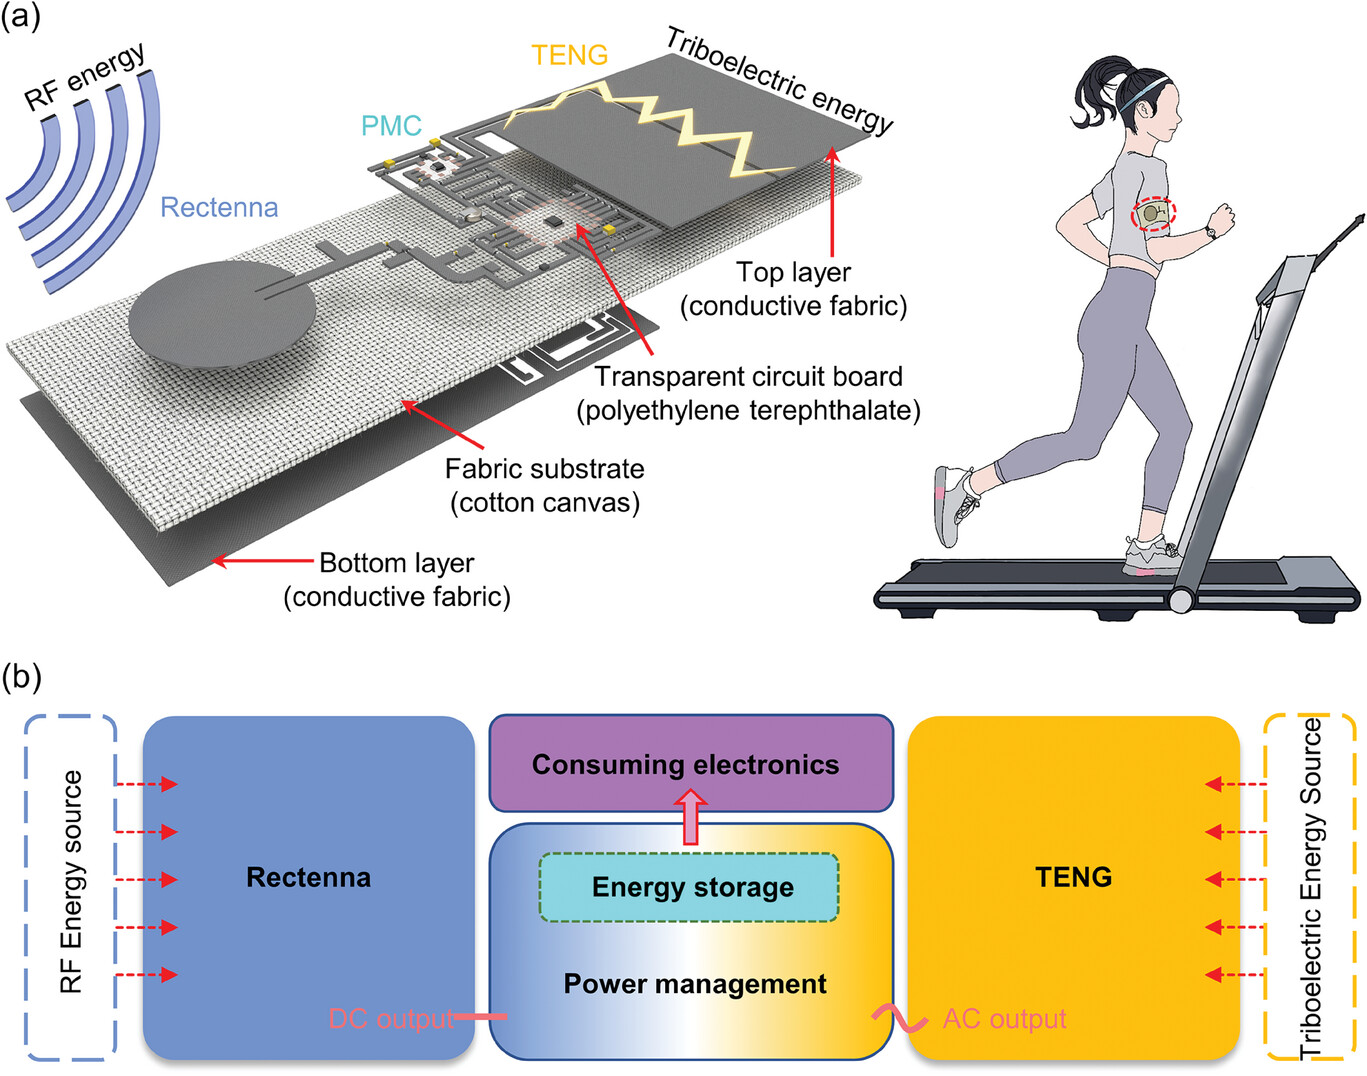 (a)
RF energy
Rectenna
PMC
TENG
Triboelectric energy
Top layer
(conductive fabric)
Transparent circuit board
(polyethylene terephthalate)
Fabric substrate
(cotton canvas)
Bottom layer
(conductive fabric)
(b)
RF Energy source
Rectenna
Consuming electronics
Energy storage
Power management
DC output
AC output
TENG
Triboelectric Energy Source